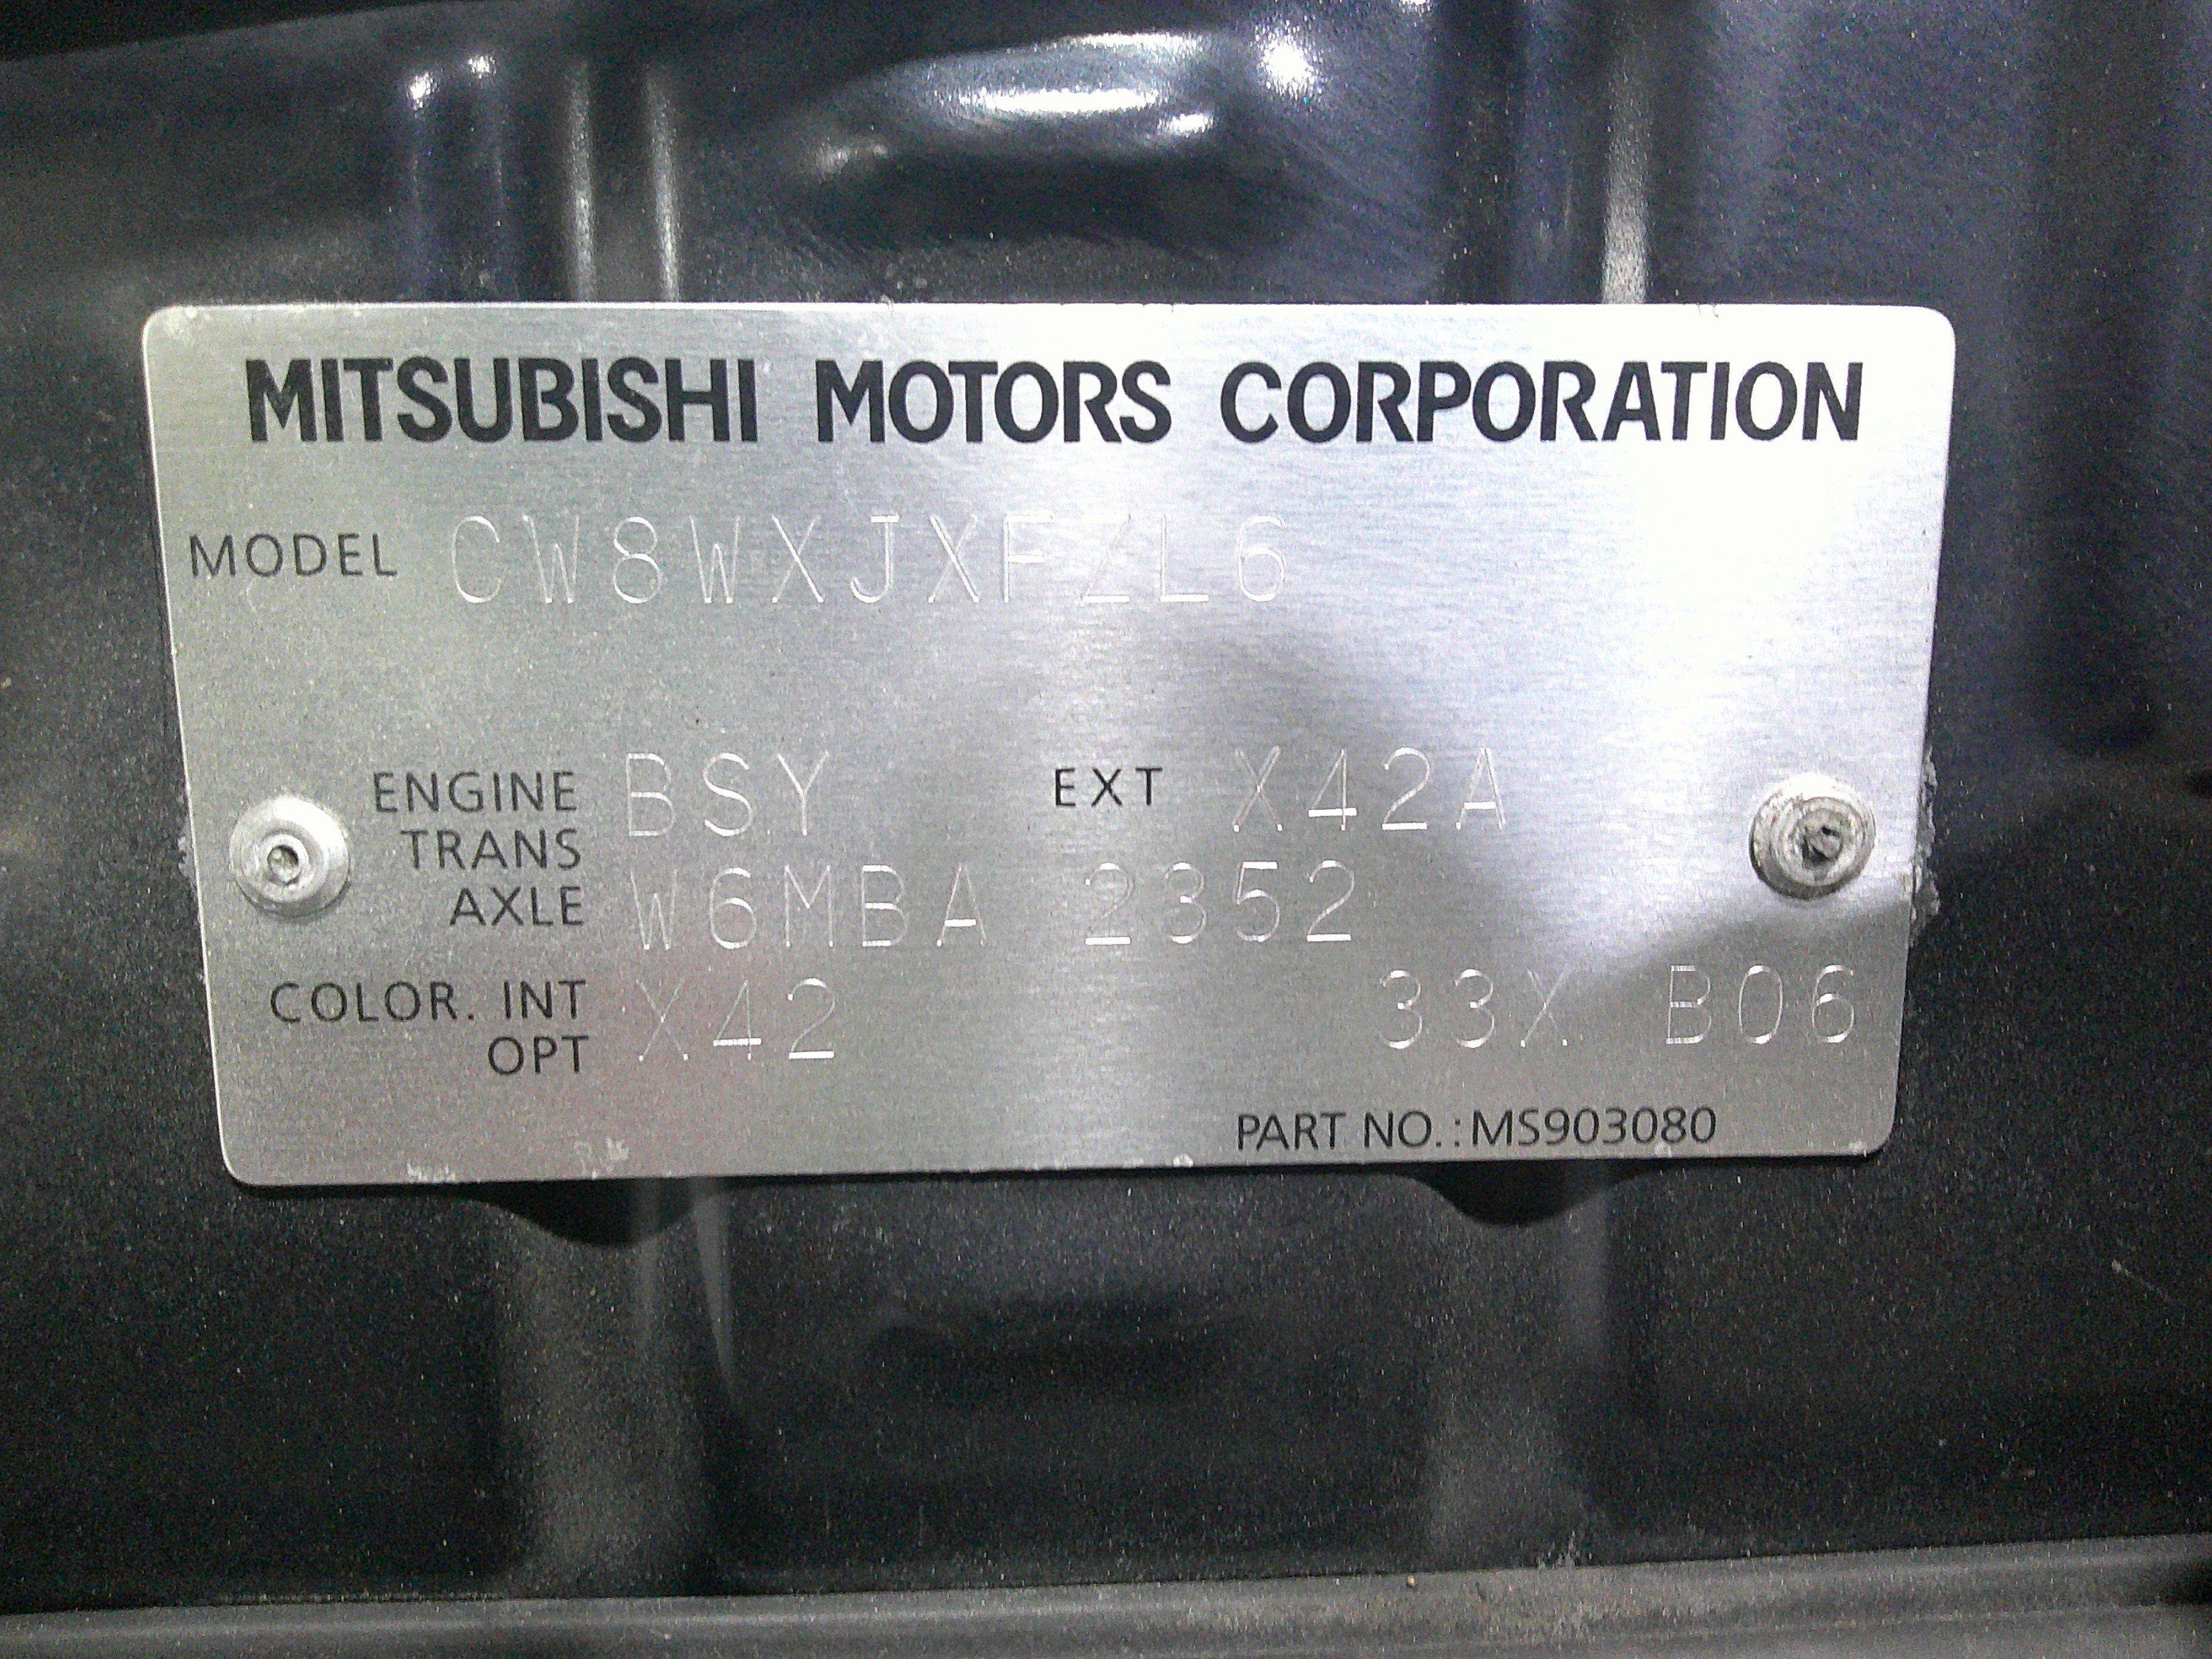 MITSUBISHI MOTORS CORPORATION
MODEL CW8WXJXFZL6
ENGINE BSY EXT X42A
TRANS
AXLE W6MBA 2352
COLOR. INT X42 33X B06
OPT
PART NO.:MS903080